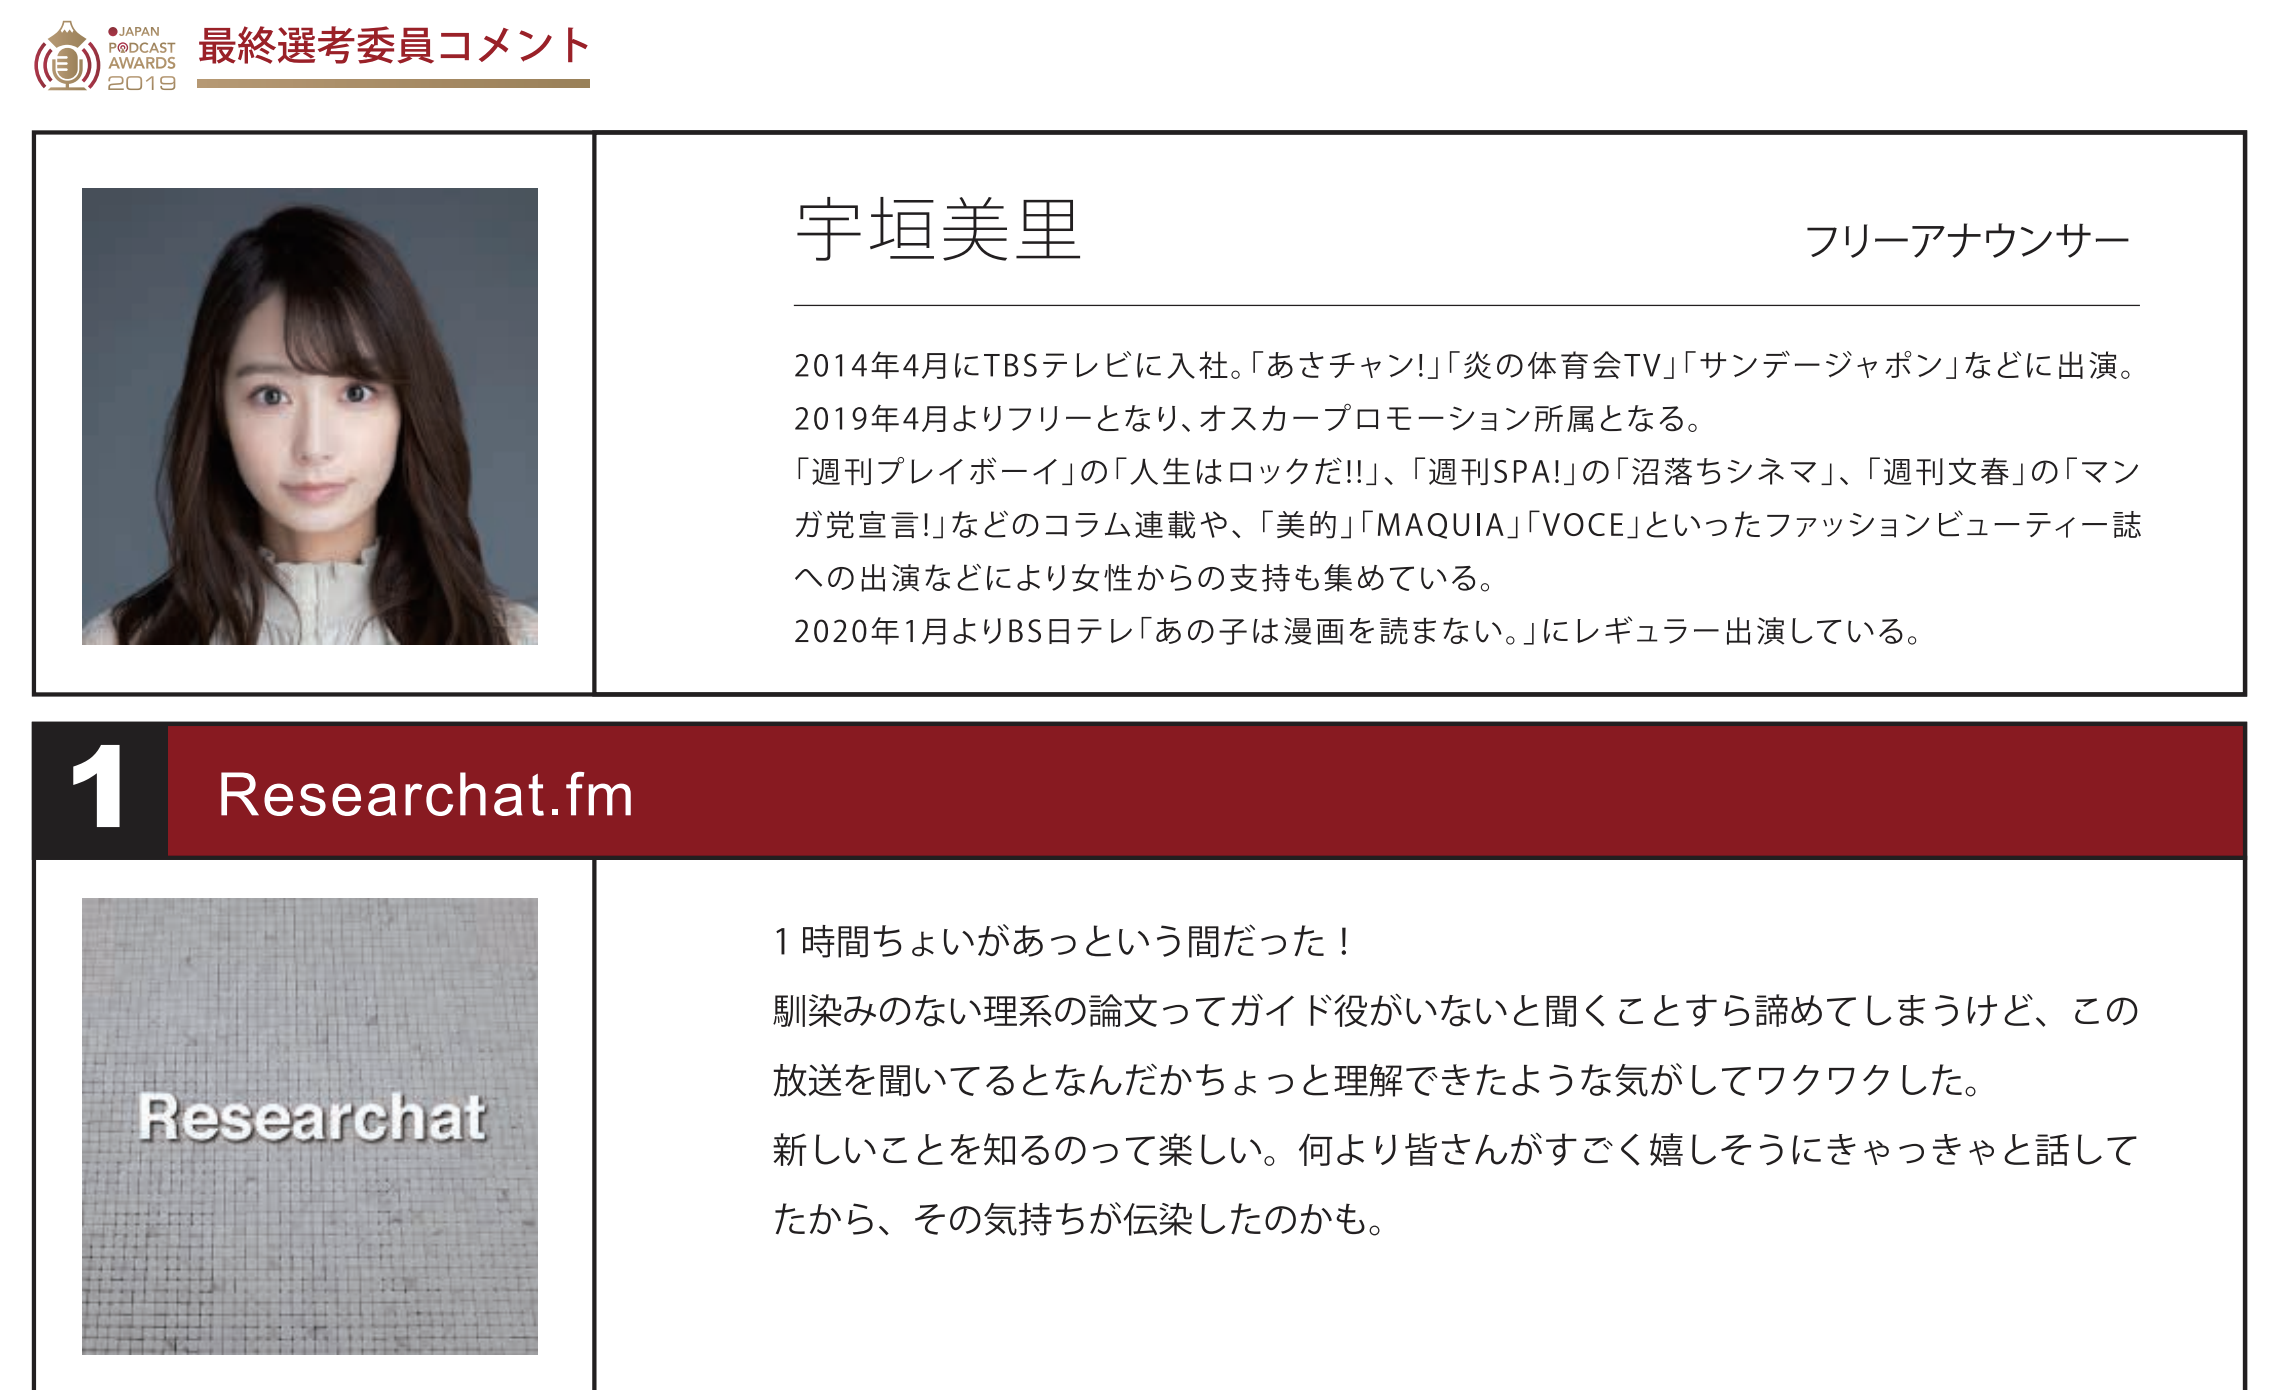 JAPAN
PODCAST
AWARDS
2019
最終選考委員コメント
宇垣美里
フリーアナウンサー
2014年4月にTBSテレビに入社。「あさチャン!」「炎の体育会TV」「サンデージャポン」などに出演。
2019年4月よりフリーとなり、オスカープロモーション所属となる。
「週刊プレイボーイ」の「人生はロックだ!!」、「週刊SPA!」の「沼落ちシネマ」、「週刊文春」の「マン
ガ党宣言!」などのコラム連載や、「美的」「MAQUIA」「VOCE」といったファッションビューティー誌
への出演などにより女性からの支持も集めている。
2020年1月よりBS日テレ「あの子は漫画を読まない。」にレギュラー出演している。
1
Researchat.fm
Researchat
1 時間ちょいがあっという間だった！
馴染みのない理系の論文ってガイド役がいないと聞くことすら諦めてしまうけど、この
放送を聞いてるとなんだかちょっと理解できたような気がしてワクワクした。
新しいことを知るのって楽しい。何より皆さんがすごく嬉しそうにきゃっきゃと話して
たから、その気持ちが伝染したのかも。